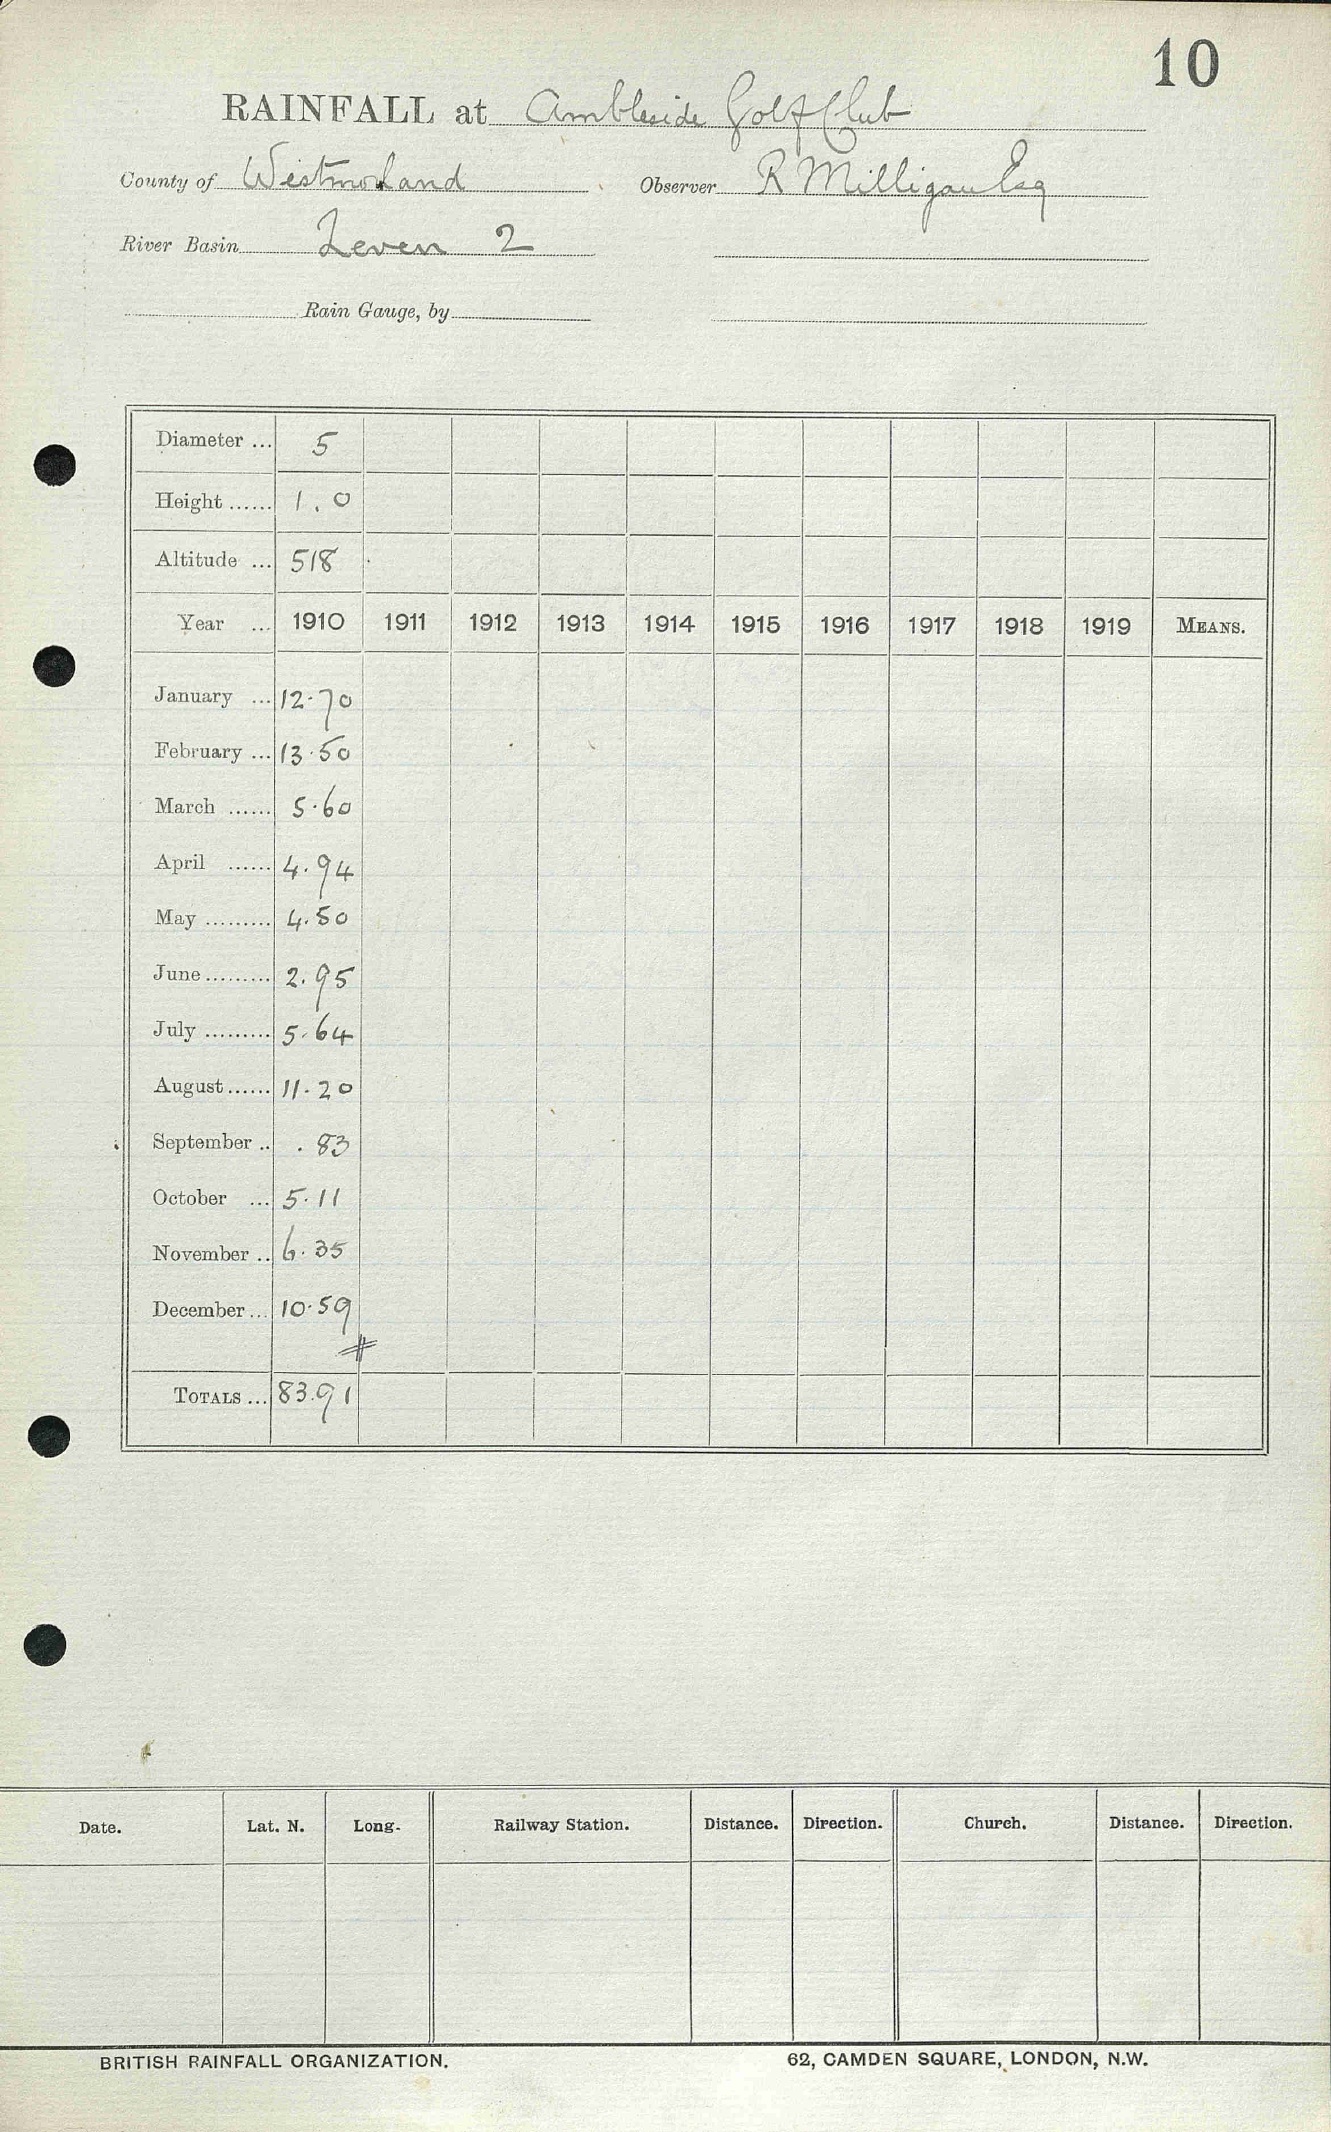 10
RAINFALL at Ambleside Golf Club
County of Westmorland Observer R Milligan Esq
River Basin Leven 2
Rain Gauge, by
Diameter ... 5
Height ...... 1.0
Altitude ... 518
Year ... 1910 1911 1912 1913 1914 1915 1916 1917 1918 1919 MEANS.
January ... 12.70
February ... 13.50
March ...... 5.60
April ...... 4.94
May ......... 4.50
June ......... 2.95
July ......... 5.64
August ...... 11.20
September .. .83
October ... 5.11
November .. 6.35
December ... 10.59
#
TOTALS ... 83.91
Date. Lat. N. Long. Railway Station. Distance. Direction. Church. Distance. Direction.
BRITISH RAINFALL ORGANIZATION. 62, CAMDEN SQUARE, LONDON, N.W.